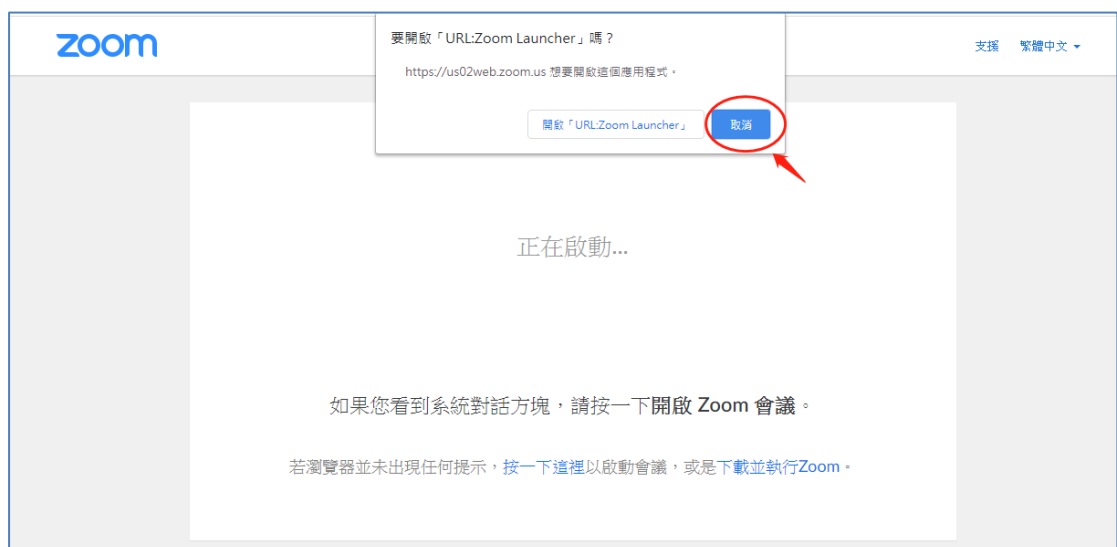 zoom
要開啟「URL:Zoom Launcher」嗎？
https://us02web.zoom.us 想要開啟這個應用程式。
開啟「URL:Zoom Launcher」
取消
支援 繁體中文
正在啟動...
如果您看到系統對話方塊，請按一下開啟 Zoom 會議。
若瀏覽器並未出現任何提示，按一下這裡以啟動會議，或是下載並執行Zoom。